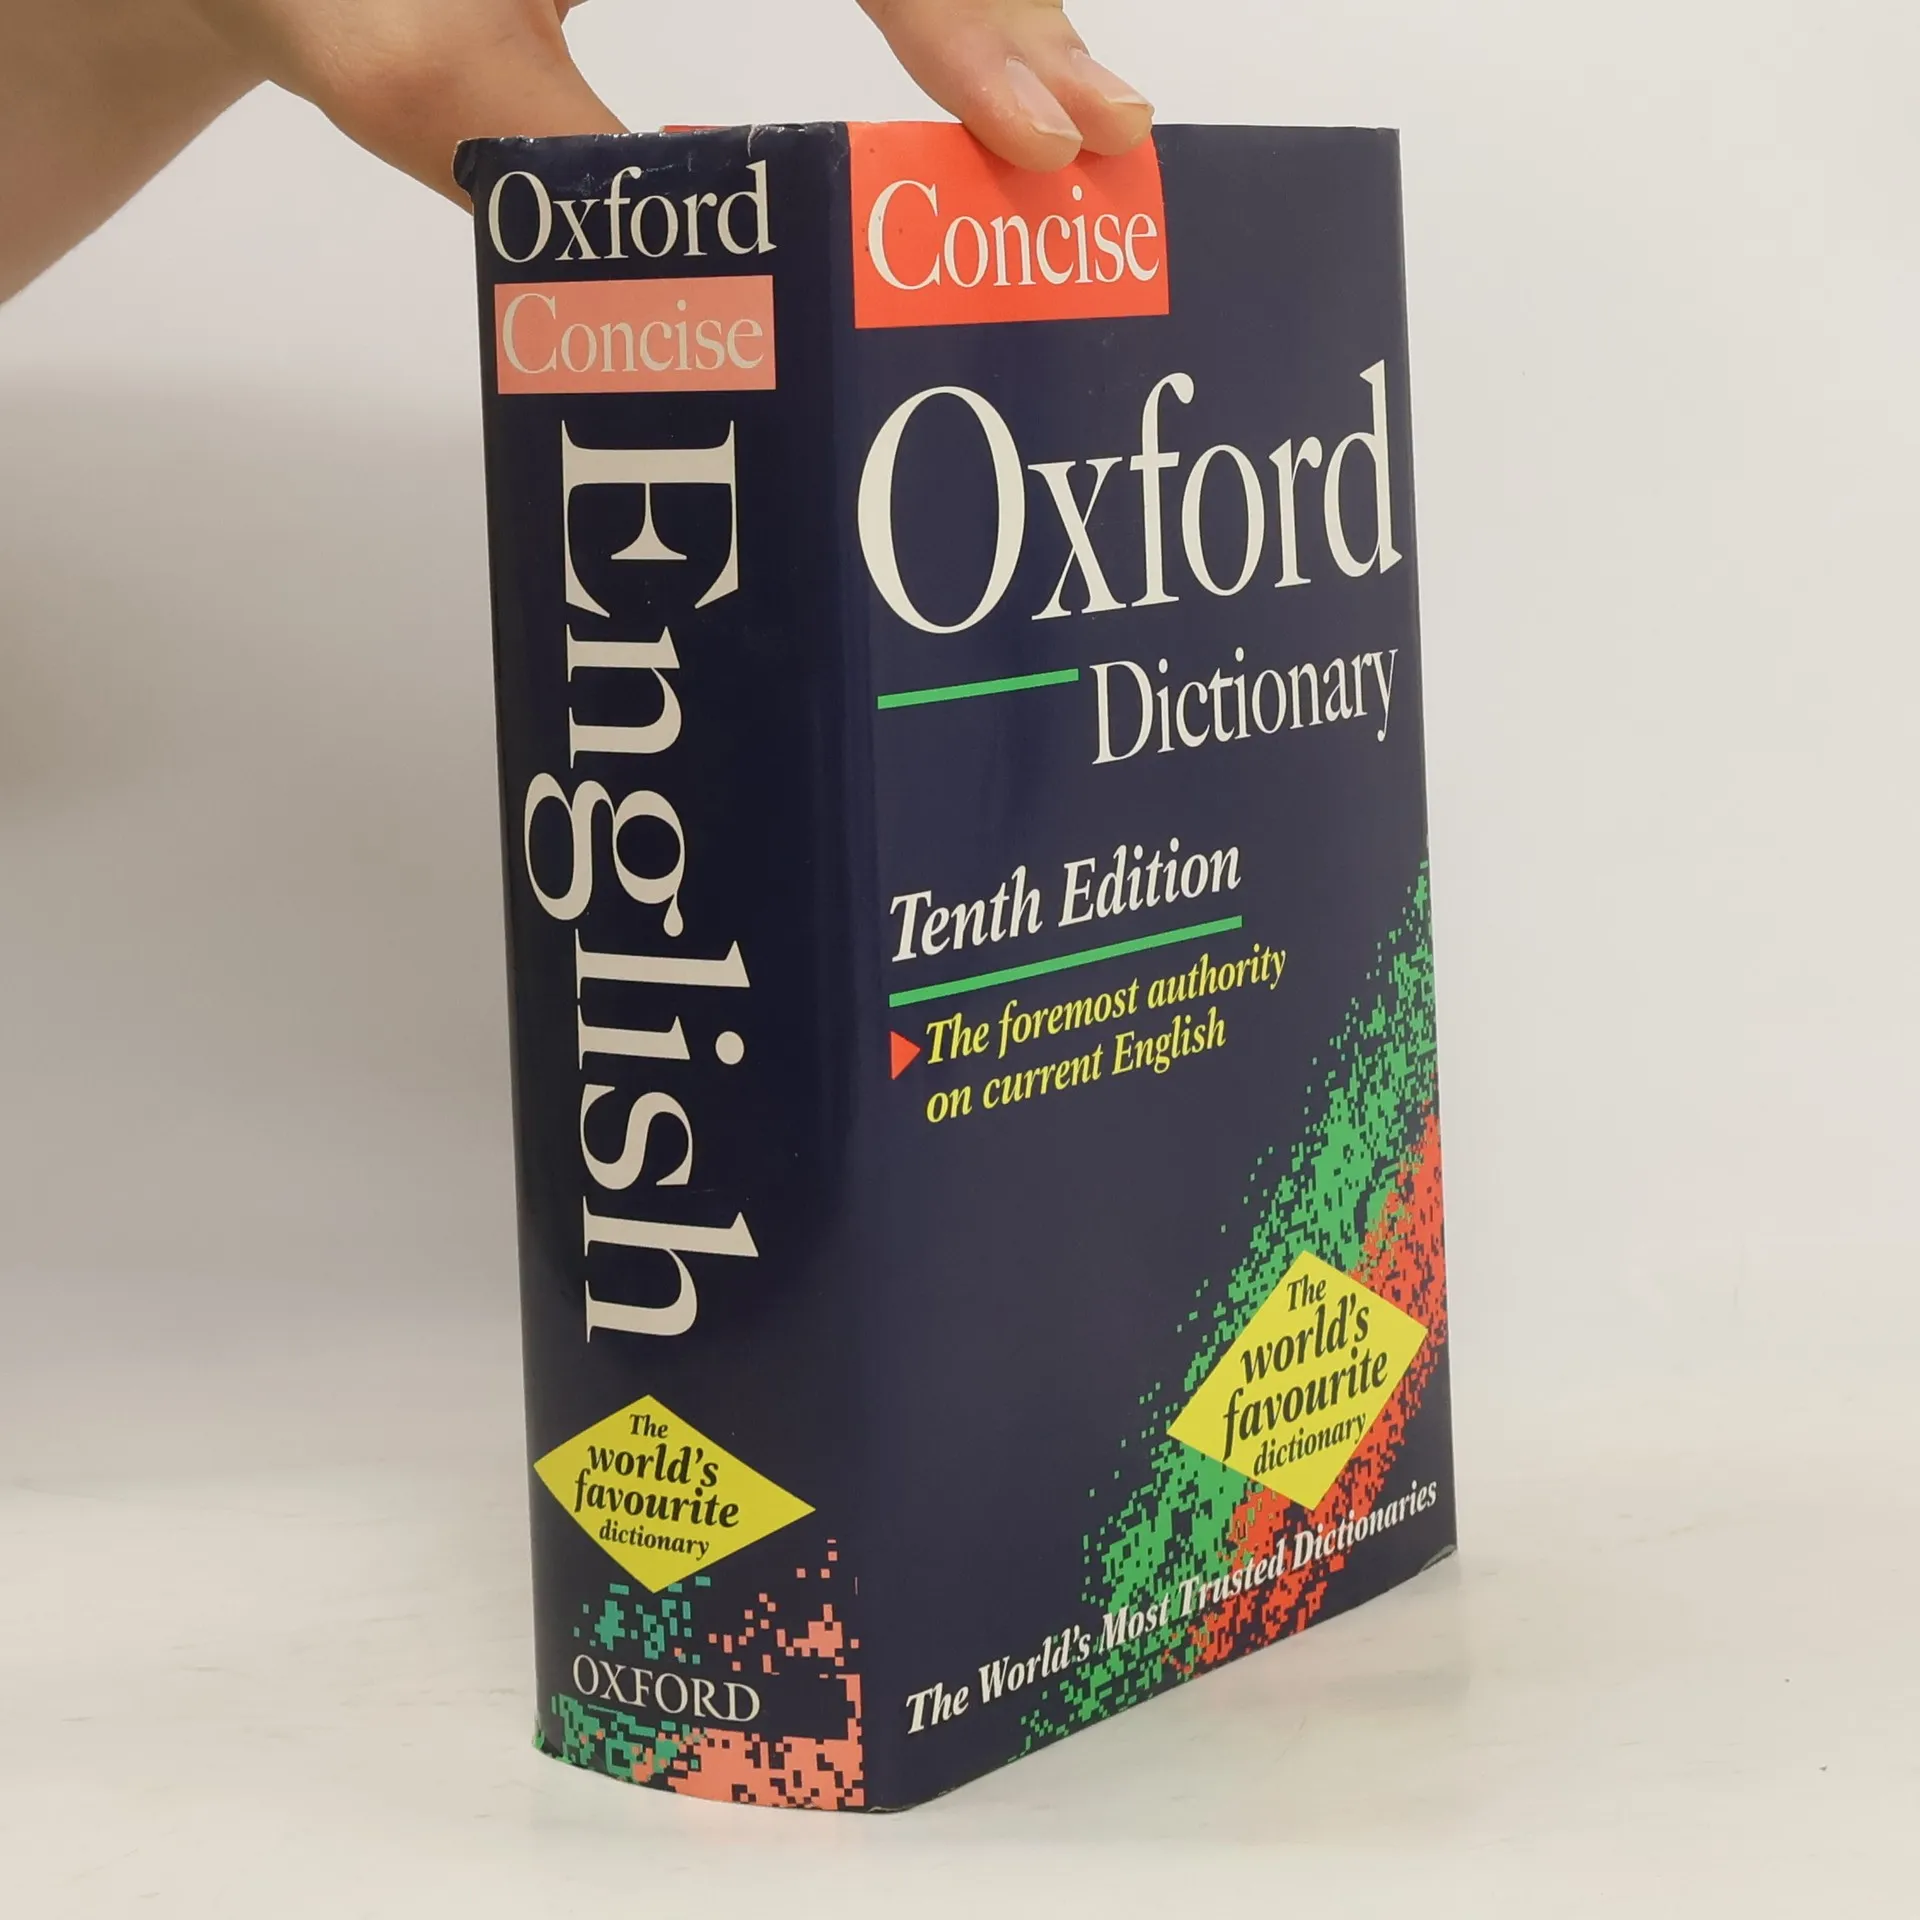 Oxford
Concise
English
The
world's
favourite
dictionary
OXFORD
Concise
Oxford
Dictionary
Tenth Edition
The foremost authority
on current English
The
world's
favourite
dictionary
The World's Most Trusted Dictionaries